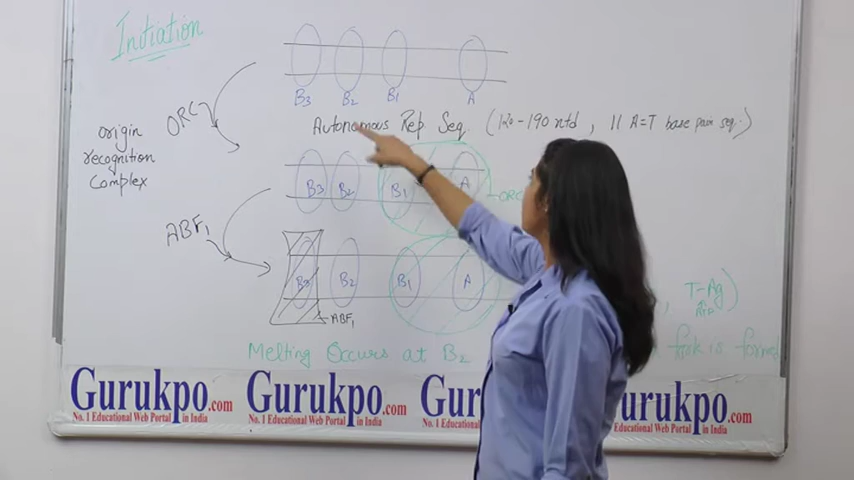 Initiation
B3 B2 B1 A
Autonomous Rep Seq. (120-190 ntd, 11 A=T base pair seq.)
ORC
origin
recognition
Complex
B3 B2 B1 A
ORC
ABF1
B3 B2 B1 A
ABF1
T-Ag
Melting Occurs at B2
fork is formed
Gurukpo.com
No. 1 Educational Web Portal in India
Gurukpo.com
No. 1 Educational Web Portal in India
Guru
No. 1 Educational
urukpo.com
Educational Web Portal in India